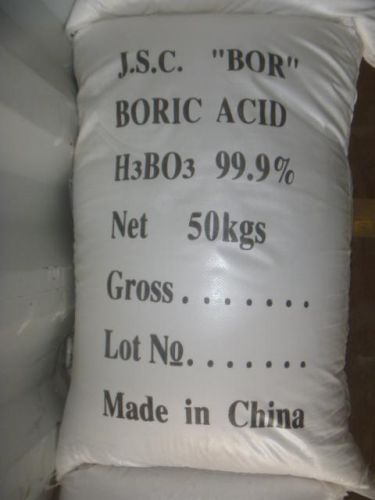 J.S.C. "BOR"
BORIC ACID
H3BO3 99.9%
Net 50kgs
Gross.......
Lot №.......
Made in China